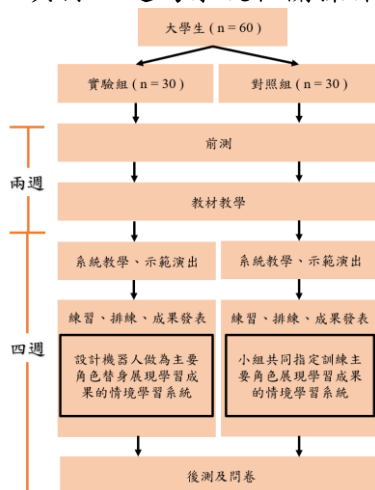 大學生 ( n = 60 )
實驗組 ( n = 30 )
對照組 ( n = 30 )
前測
兩週
教材教學
系統教學、示範演出
系統教學、示範演出
四週
練習、排練、成果發表
設計機器人做為主要
角色替身展現學習成
果的情境學習系統
練習、排練、成果發表
小組共同指定訓練主
要角色展現學習成果
的情境學習系統
後測及問卷